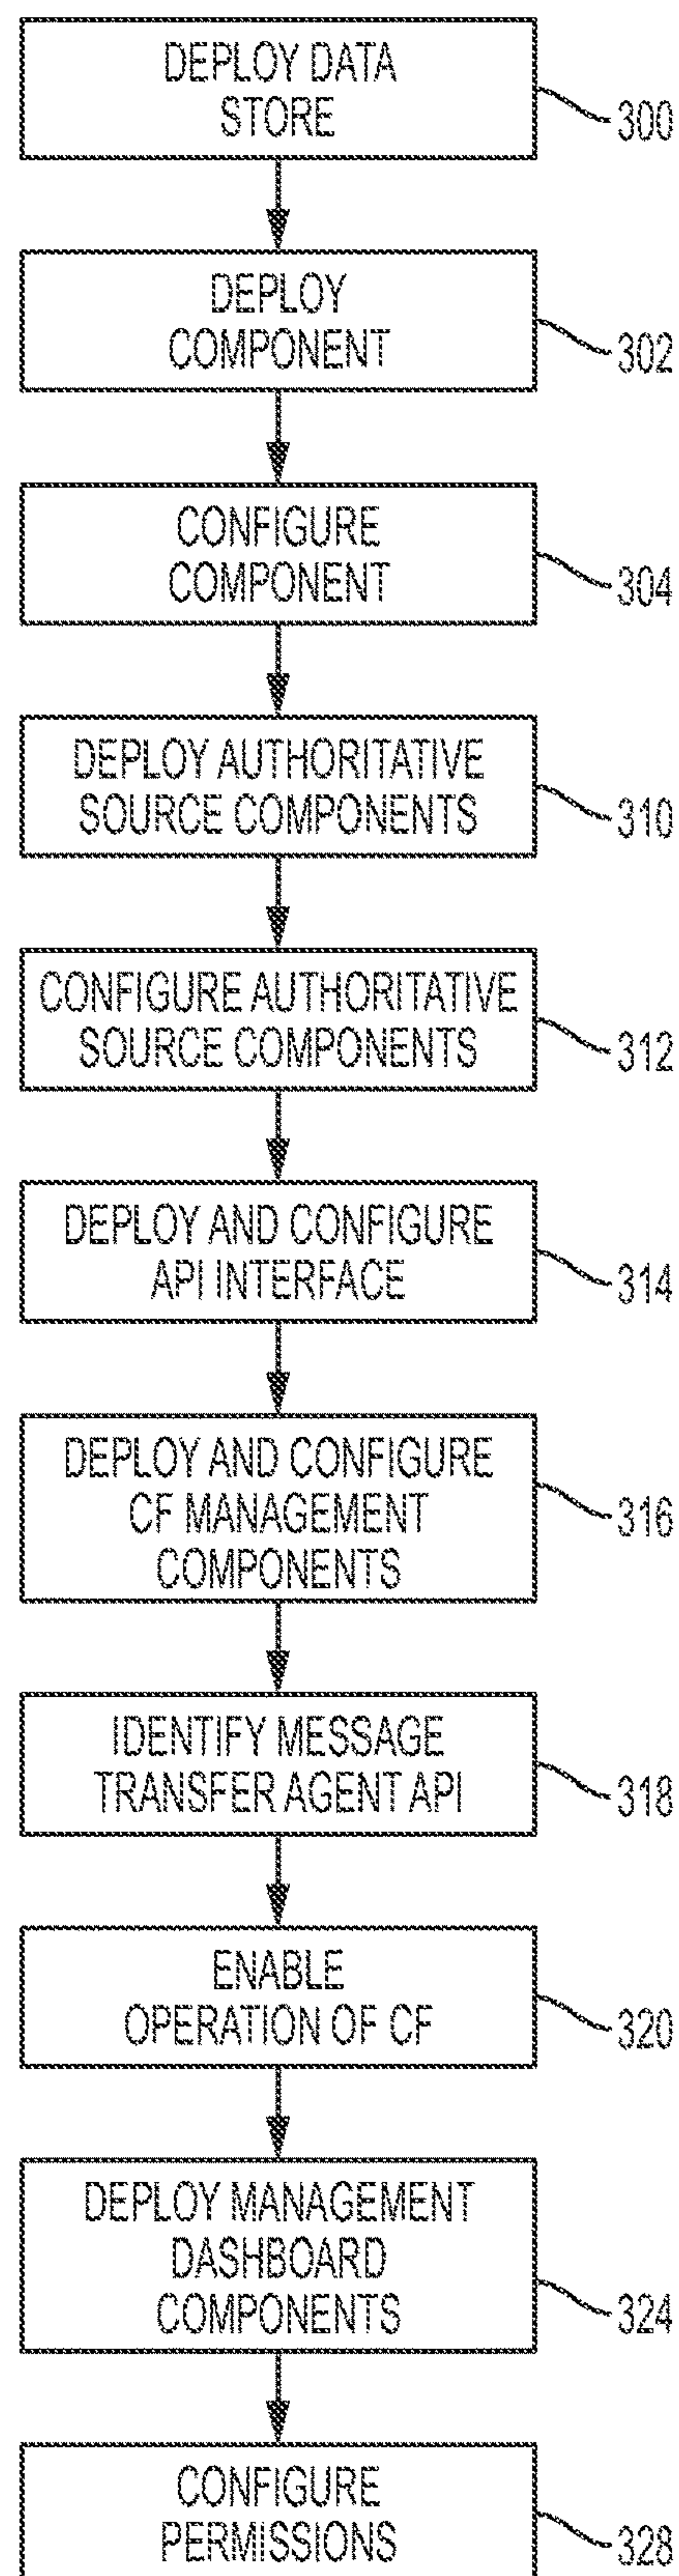 DEPLOY DATA
STORE
300
DEPLOY
COMPONENT
302
CONFIGURE
COMPONENT
304
DEPLOY AUTHORITATIVE
SOURCE COMPONENTS
310
CONFIGURE AUTHORITATIVE
SOURCE COMPONENTS
312
DEPLOY AND CONFIGURE
API INTERFACE
314
DEPLOY AND CONFIGURE
CF MANAGEMENT
COMPONENTS
316
IDENTIFY MESSAGE
TRANSFER AGENT API
318
ENABLE
OPERATION OF CF
320
DEPLOY MANAGEMENT
DASHBOARD
COMPONENTS
324
CONFIGURE
PERMISSIONS
328